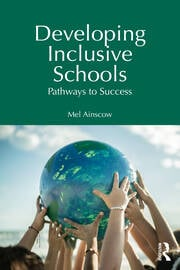 Developing
Inclusive
Schools
Pathways to Success
Mel Ainscow